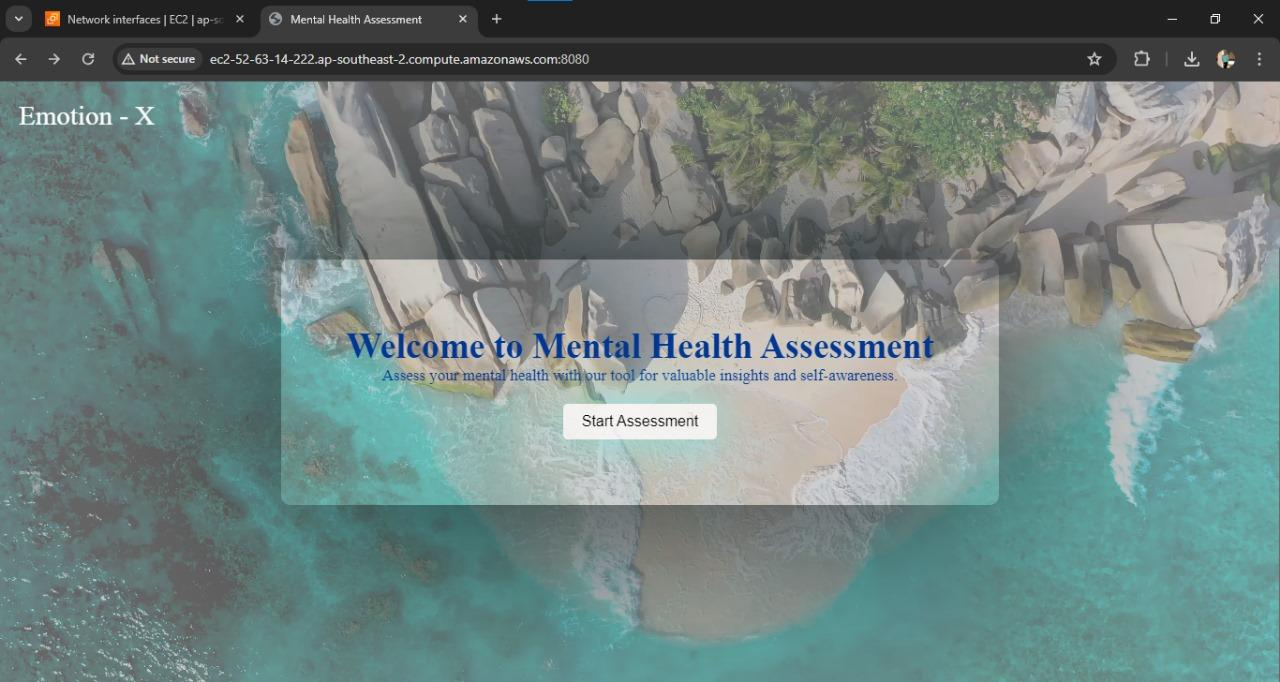 Network interfaces | EC2 | ap-so
Mental Health Assessment
Not secure
ec2-52-63-14-222.ap-southeast-2.compute.amazonaws.com:8080
Emotion - X
Welcome to Mental Health Assessment
Assess your mental health with our tool for valuable insights and self-awareness.
Start Assessment